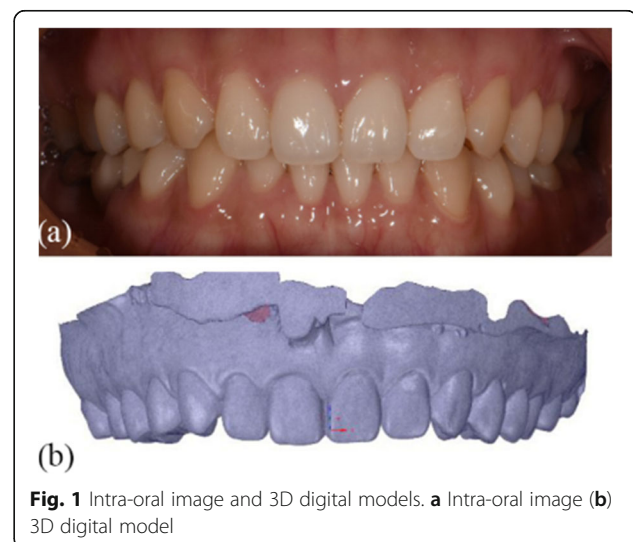 (a)
(b)
Fig. 1 Intra-oral image and 3D digital models. a Intra-oral image (b)
3D digital model